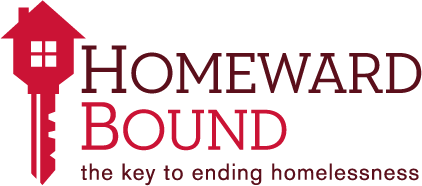 HOMEWARD
BOUND
the key to ending homelessness